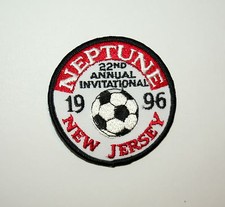 NEPTUNE
22ND
ANNUAL
INVITATIONAL
19 96
NEW JERSEY